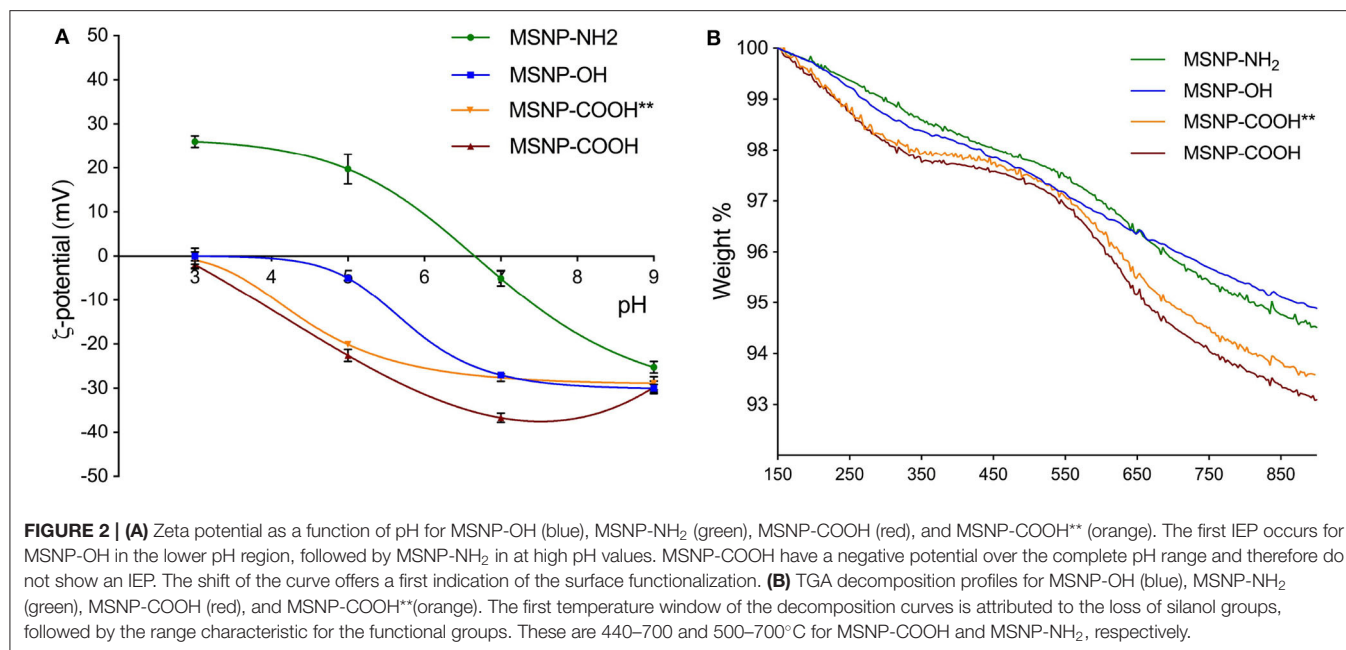 A
50
40
30
20
10
0
-10
-20
-30
-40
-50
ζ-potential (mV)
3
4
5
6
7
8
9
pH
MSNP-NH2
MSNP-OH
MSNP-COOH**
MSNP-COOH
B
100
99
98
97
96
95
94
93
Weight %
150
250
350
450
550
650
750
850
MSNP-NH₂
MSNP-OH
MSNP-COOH**
MSNP-COOH
FIGURE 2 | (A) Zeta potential as a function of pH for MSNP-OH (blue), MSNP-NH₂ (green), MSNP-COOH (red), and MSNP-COOH** (orange). The first IEP occurs for
MSNP-OH in the lower pH region, followed by MSNP-NH₂ in at high pH values. MSNP-COOH have a negative potential over the complete pH range and therefore do
not show an IEP. The shift of the curve offers a first indication of the surface functionalization. (B) TGA decomposition profiles for MSNP-OH (blue), MSNP-NH₂
(green), MSNP-COOH (red), and MSNP-COOH**(orange). The first temperature window of the decomposition curves is attributed to the loss of silanol groups,
followed by the range characteristic for the functional groups. These are 440–700 and 500–700°C for MSNP-COOH and MSNP-NH₂, respectively.